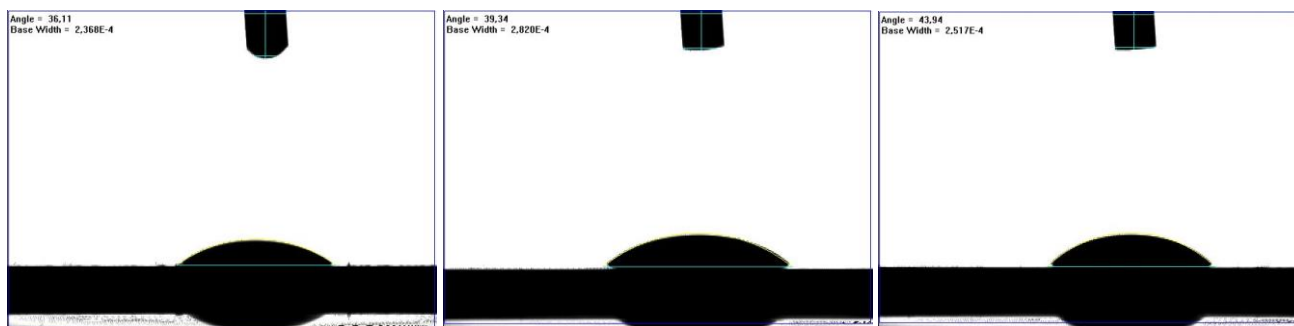 Angle = 36,11
Base Width = 2,368E-4
Angle = 39,34
Base Width = 2,820E-4
Angle = 43,94
Base Width = 2,517E-4